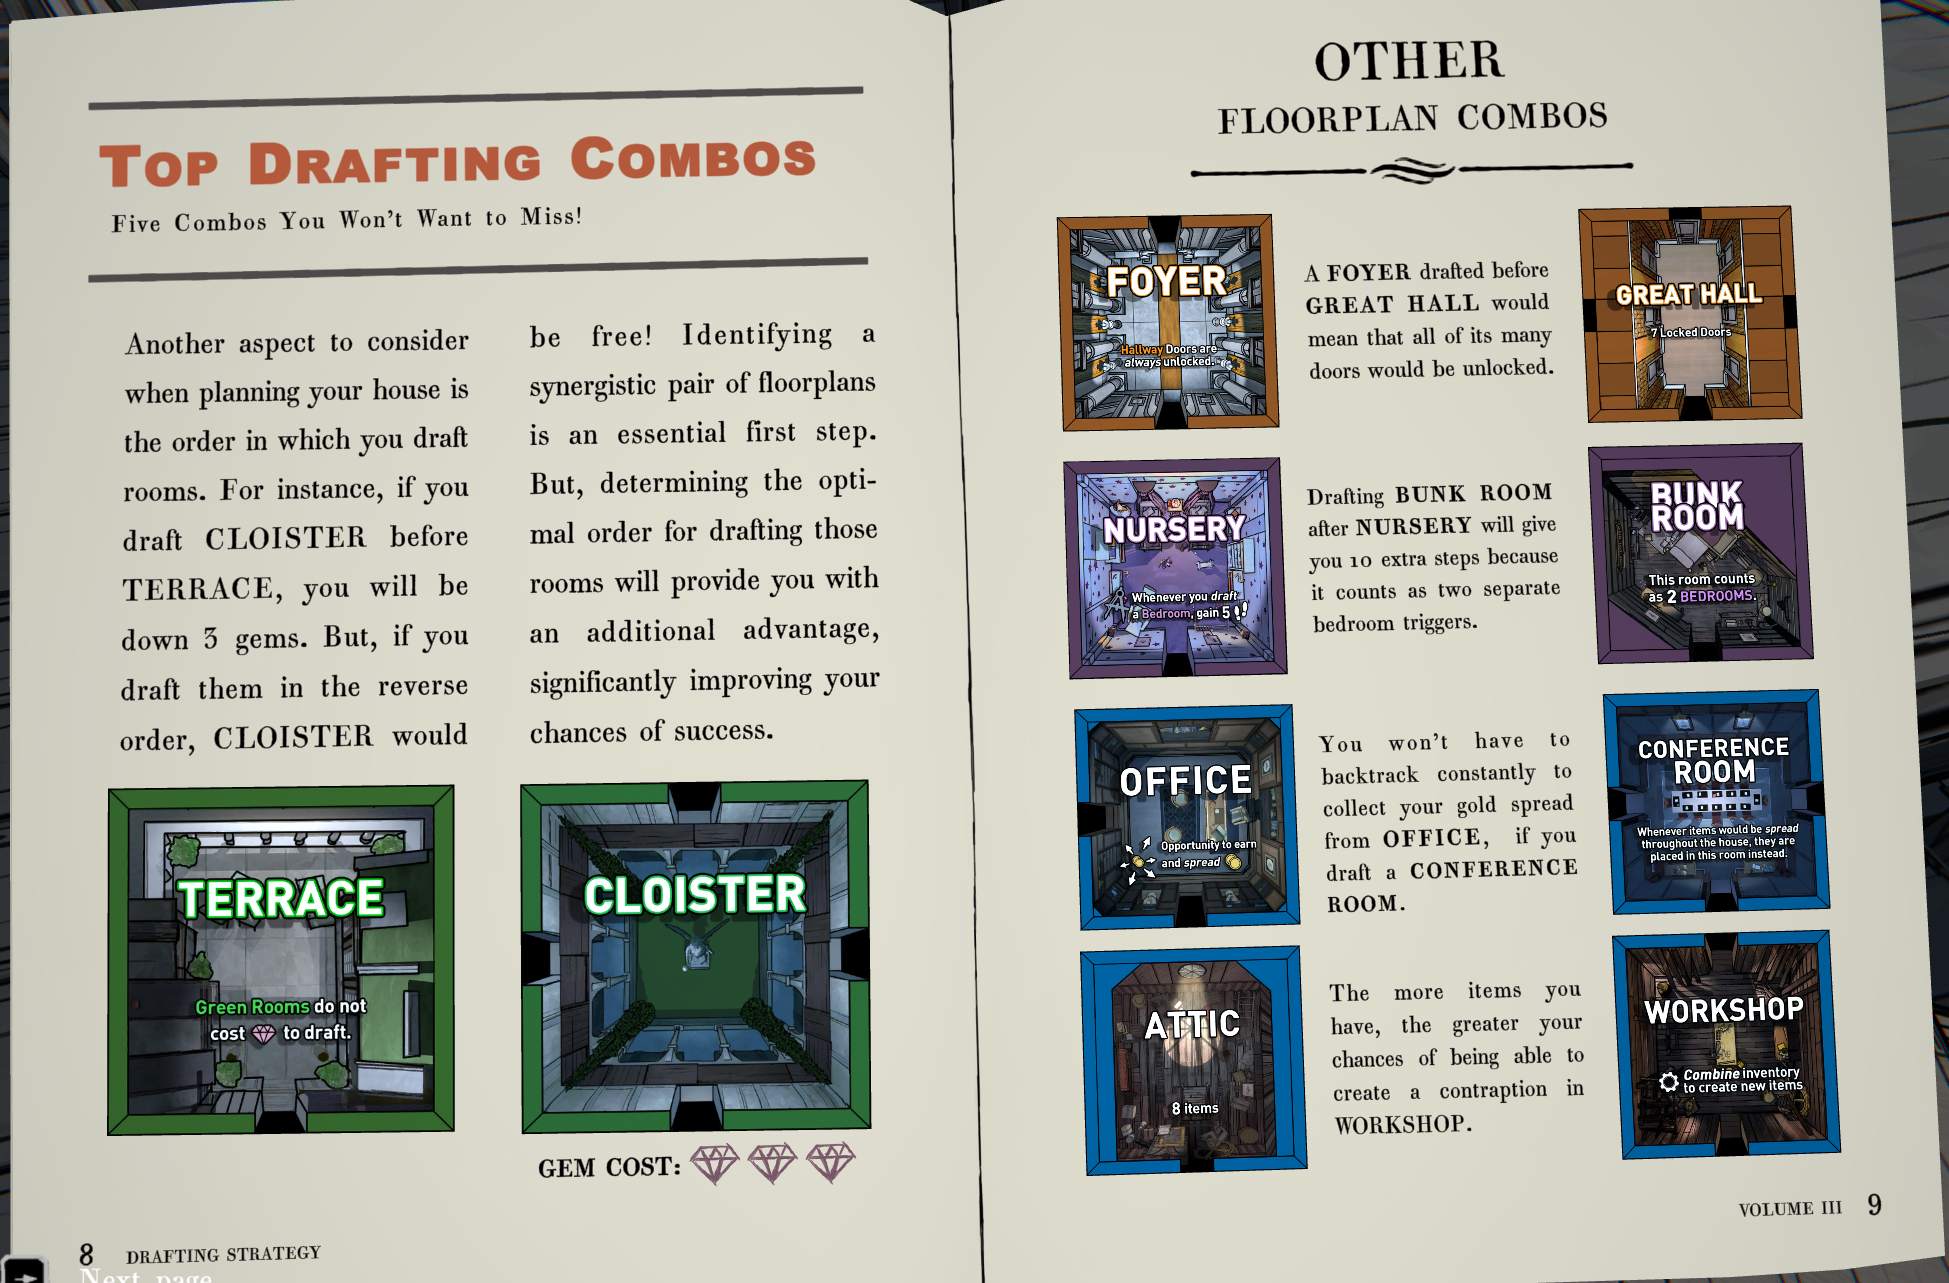 TOP DRAFTING COMBOS
Five Combos You Won't Want to Miss!
Another aspect to consider
when planning your house is
the order in which you draft
rooms. For instance, if you
draft CLOISTER before
TERRACE, you will be
down 3 gems. But, if you
draft them in the reverse
order, CLOISTER would
be free! Identifying a
synergistic pair of floorplans
is an essential first step.
But, determining the opti-
mal order for drafting those
rooms will provide you with
an additional advantage,
significantly improving your
chances of success.
TERRACE
Green Rooms do not
cost to draft.
CLOISTER
GEM COST:
8 DRAFTING STRATEGY
Next page
OTHER
FLOORPLAN COMBOS
FOYER
Hallway Doors are
always unlocked.
A FOYER drafted before
GREAT HALL would
mean that all of its many
doors would be unlocked.
GREAT HALL
7 Locked Doors
NURSERY
Whenever you draft
a Bedroom, gain 5
Drafting BUNK ROOM
after NURSERY will give
you 10 extra steps because
it counts as two separate
bedroom triggers.
BUNK
ROOM
This room counts
as 2 BEDROOMS.
OFFICE
Opportunity to earn
and spread
You won't have to
backtrack constantly to
collect your gold spread
from OFFICE, if you
draft a CONFERENCE
ROOM.
CONFERENCE
ROOM
Whenever items would be spread
throughout the house, they are
placed in this room instead.
ATTIC
8 items
The more items you
have, the greater your
chances of being able to
create a contraption in
WORKSHOP.
WORKSHOP
Combine inventory
to create new items
VOLUME III 9